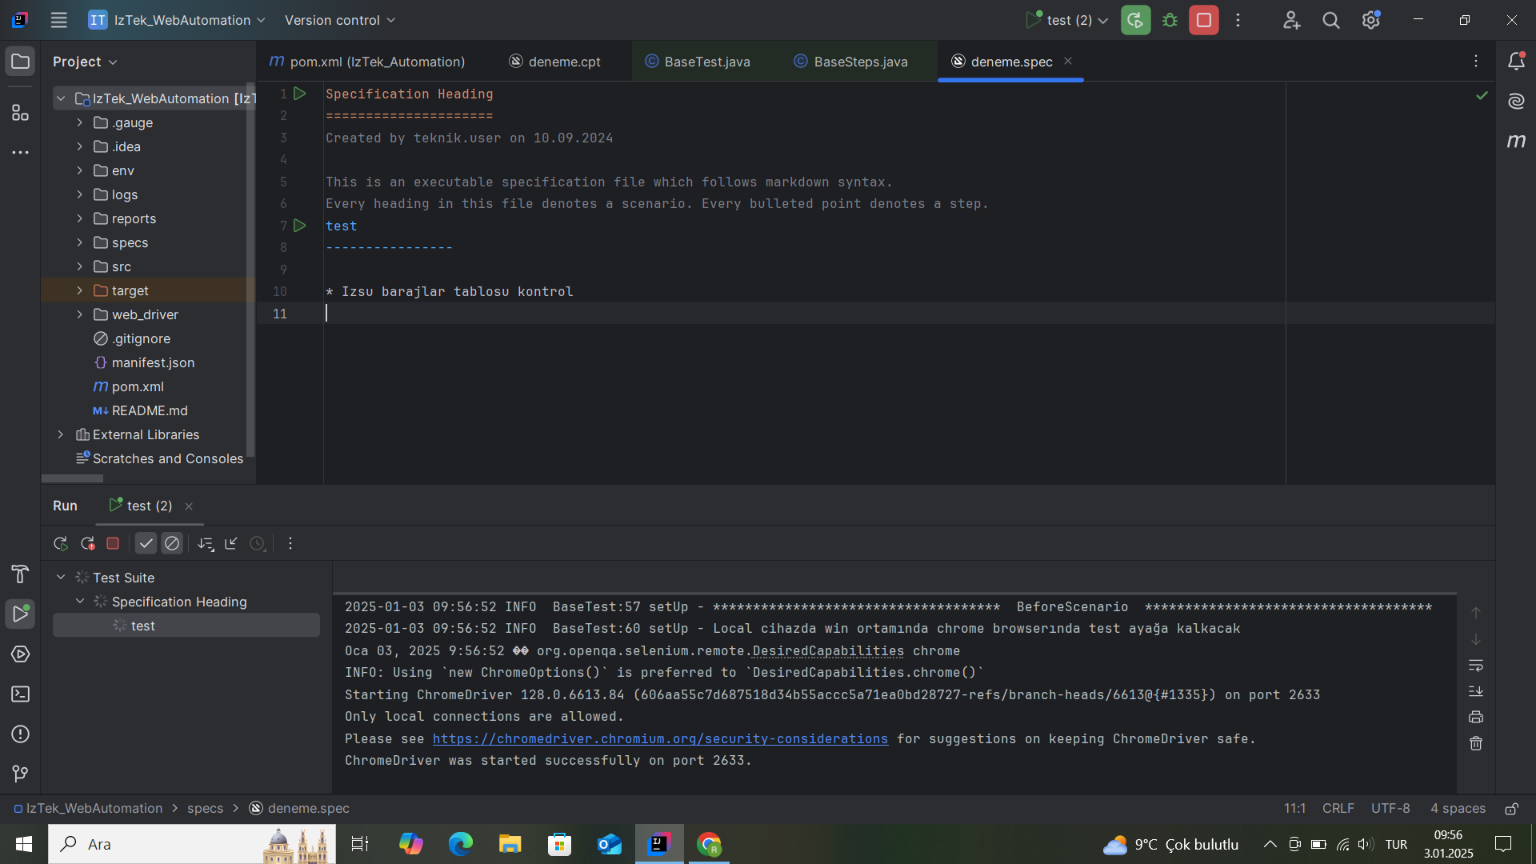 IT IzTek_WebAutomation Version control test (2)
Project
pom.xml (IzTek_Automation) deneme.cpt BaseTest.java BaseSteps.java deneme.spec
IzTek_WebAutomation [IzT
.gauge
.idea
env
logs
reports
specs
src
target
web_driver
.gitignore
manifest.json
pom.xml
README.md
External Libraries
Scratches and Consoles
1 Specification Heading
2 =====================
3 Created by teknik.user on 10.09.2024
4
5 This is an executable specification file which follows markdown syntax.
6 Every heading in this file denotes a scenario. Every bulleted point denotes a step.
7 test
8 ----------------
9
10 * Izsu barajlar tablosu kontrol
11
Run test (2)
Test Suite
Specification Heading
test
2025-01-03 09:56:52 INFO  BaseTest:57 setUp - ************************************  BeforeScenario  ************************************
2025-01-03 09:56:52 INFO  BaseTest:60 setUp - Local cihazda win ortamında chrome browserında test ayağa kalkacak
Oca 03, 2025 9:56:52 �� org.openqa.selenium.remote.DesiredCapabilities chrome
INFO: Using `new ChromeOptions()` is preferred to `DesiredCapabilities.chrome()`
Starting ChromeDriver 128.0.6613.84 (606aa55c7d687518d34b55accc5a71ea0bd28727-refs/branch-heads/6613@{#1335}) on port 2633
Only local connections are allowed.
Please see https://chromedriver.chromium.org/security-considerations for suggestions on keeping ChromeDriver safe.
ChromeDriver was started successfully on port 2633.
IzTek_WebAutomation > specs > deneme.spec 11:1 CRLF UTF-8 4 spaces
Ara 9°C Çok bulutlu TUR 09:56
3.01.2025